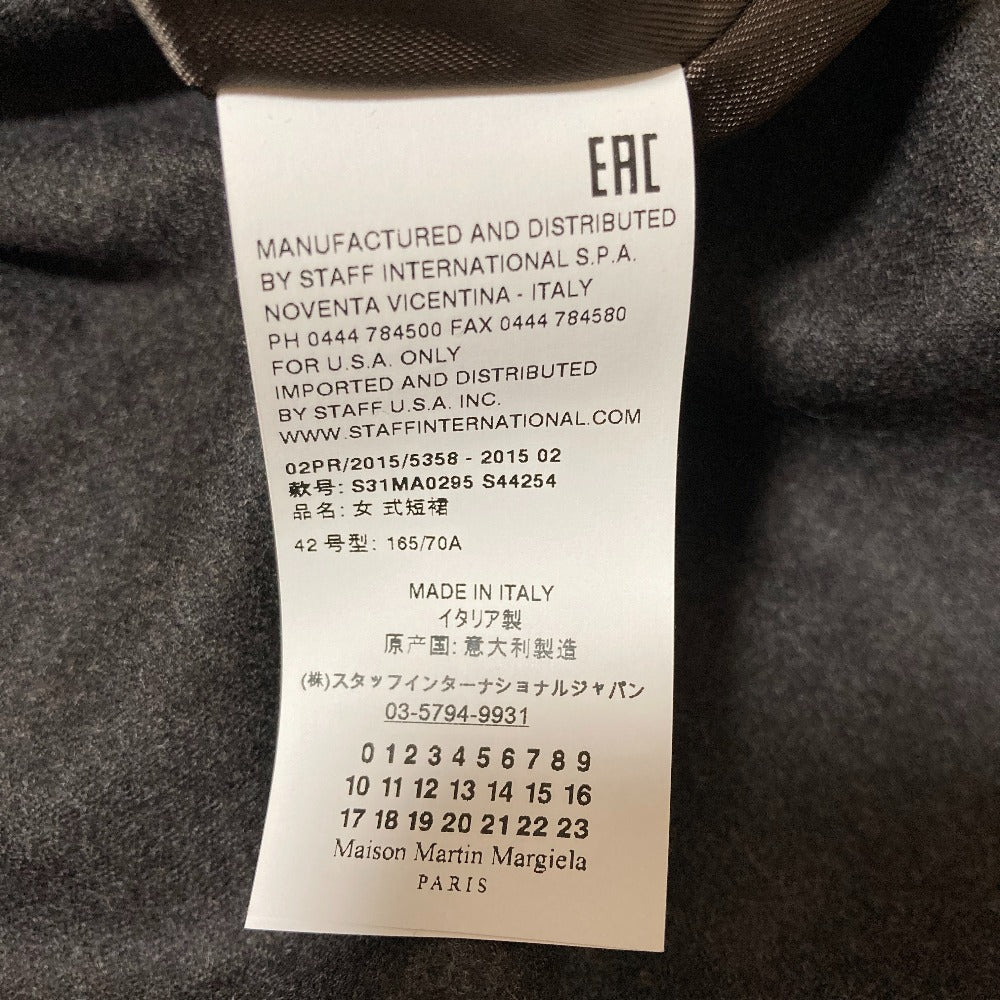 EAC
MANUFACTURED AND DISTRIBUTED
BY STAFF INTERNATIONAL S.P.A.
NOVENTA VICENTINA - ITALY
PH 0444 784500 FAX 0444 784580
FOR U.S.A. ONLY
IMPORTED AND DISTRIBUTED
BY STAFF U.S.A. INC.
WWW.STAFFINTERNATIONAL.COM
02PR/2015/5358 - 2015 02
款号: S31MA0295 S44254
品名: 女 式短裙
42 号型: 165/70A
MADE IN ITALY
イタリア製
原产国: 意大利製造
(株)スタッフインターナショナルジャパン
03-5794-9931
0 1 2 3 4 5 6 7 8 9
10 11 12 13 14 15 16
17 18 19 20 21 22 23
Maison Martin Margiela
PARIS